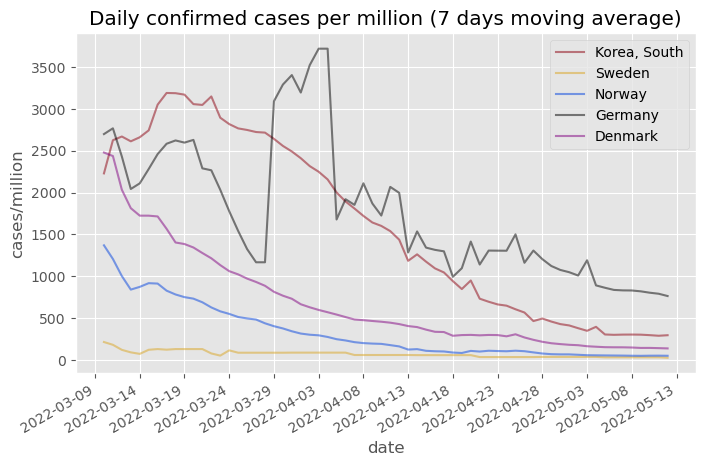 Daily confirmed cases per million (7 days moving average)
Korea, South
Sweden
Norway
Germany
Denmark
cases/million
3500
3000
2500
2000
1500
1000
500
0
2022-03-09
2022-03-14
2022-03-19
2022-03-24
2022-03-29
2022-04-03
2022-04-08
2022-04-13
2022-04-18
2022-04-23
2022-04-28
2022-05-03
2022-05-08
2022-05-13
date